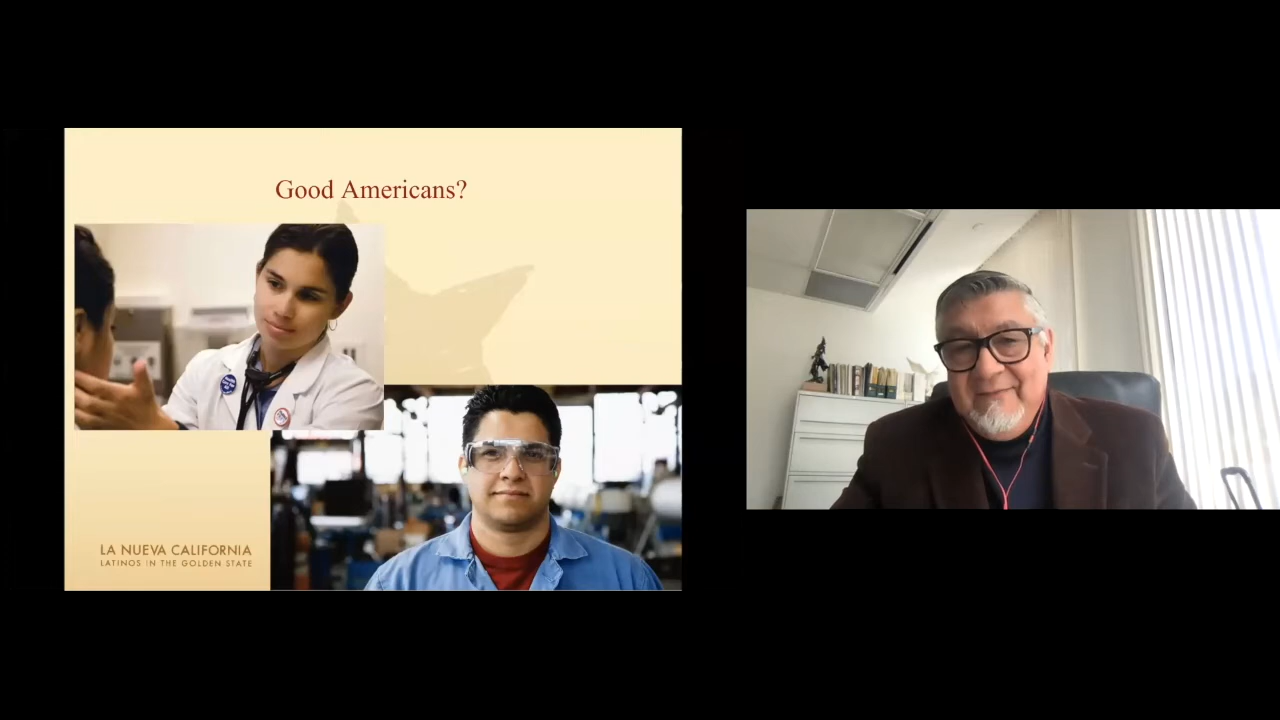 Good Americans?
LA NUEVA CALIFORNIA
LATINOS IN THE GOLDEN STATE